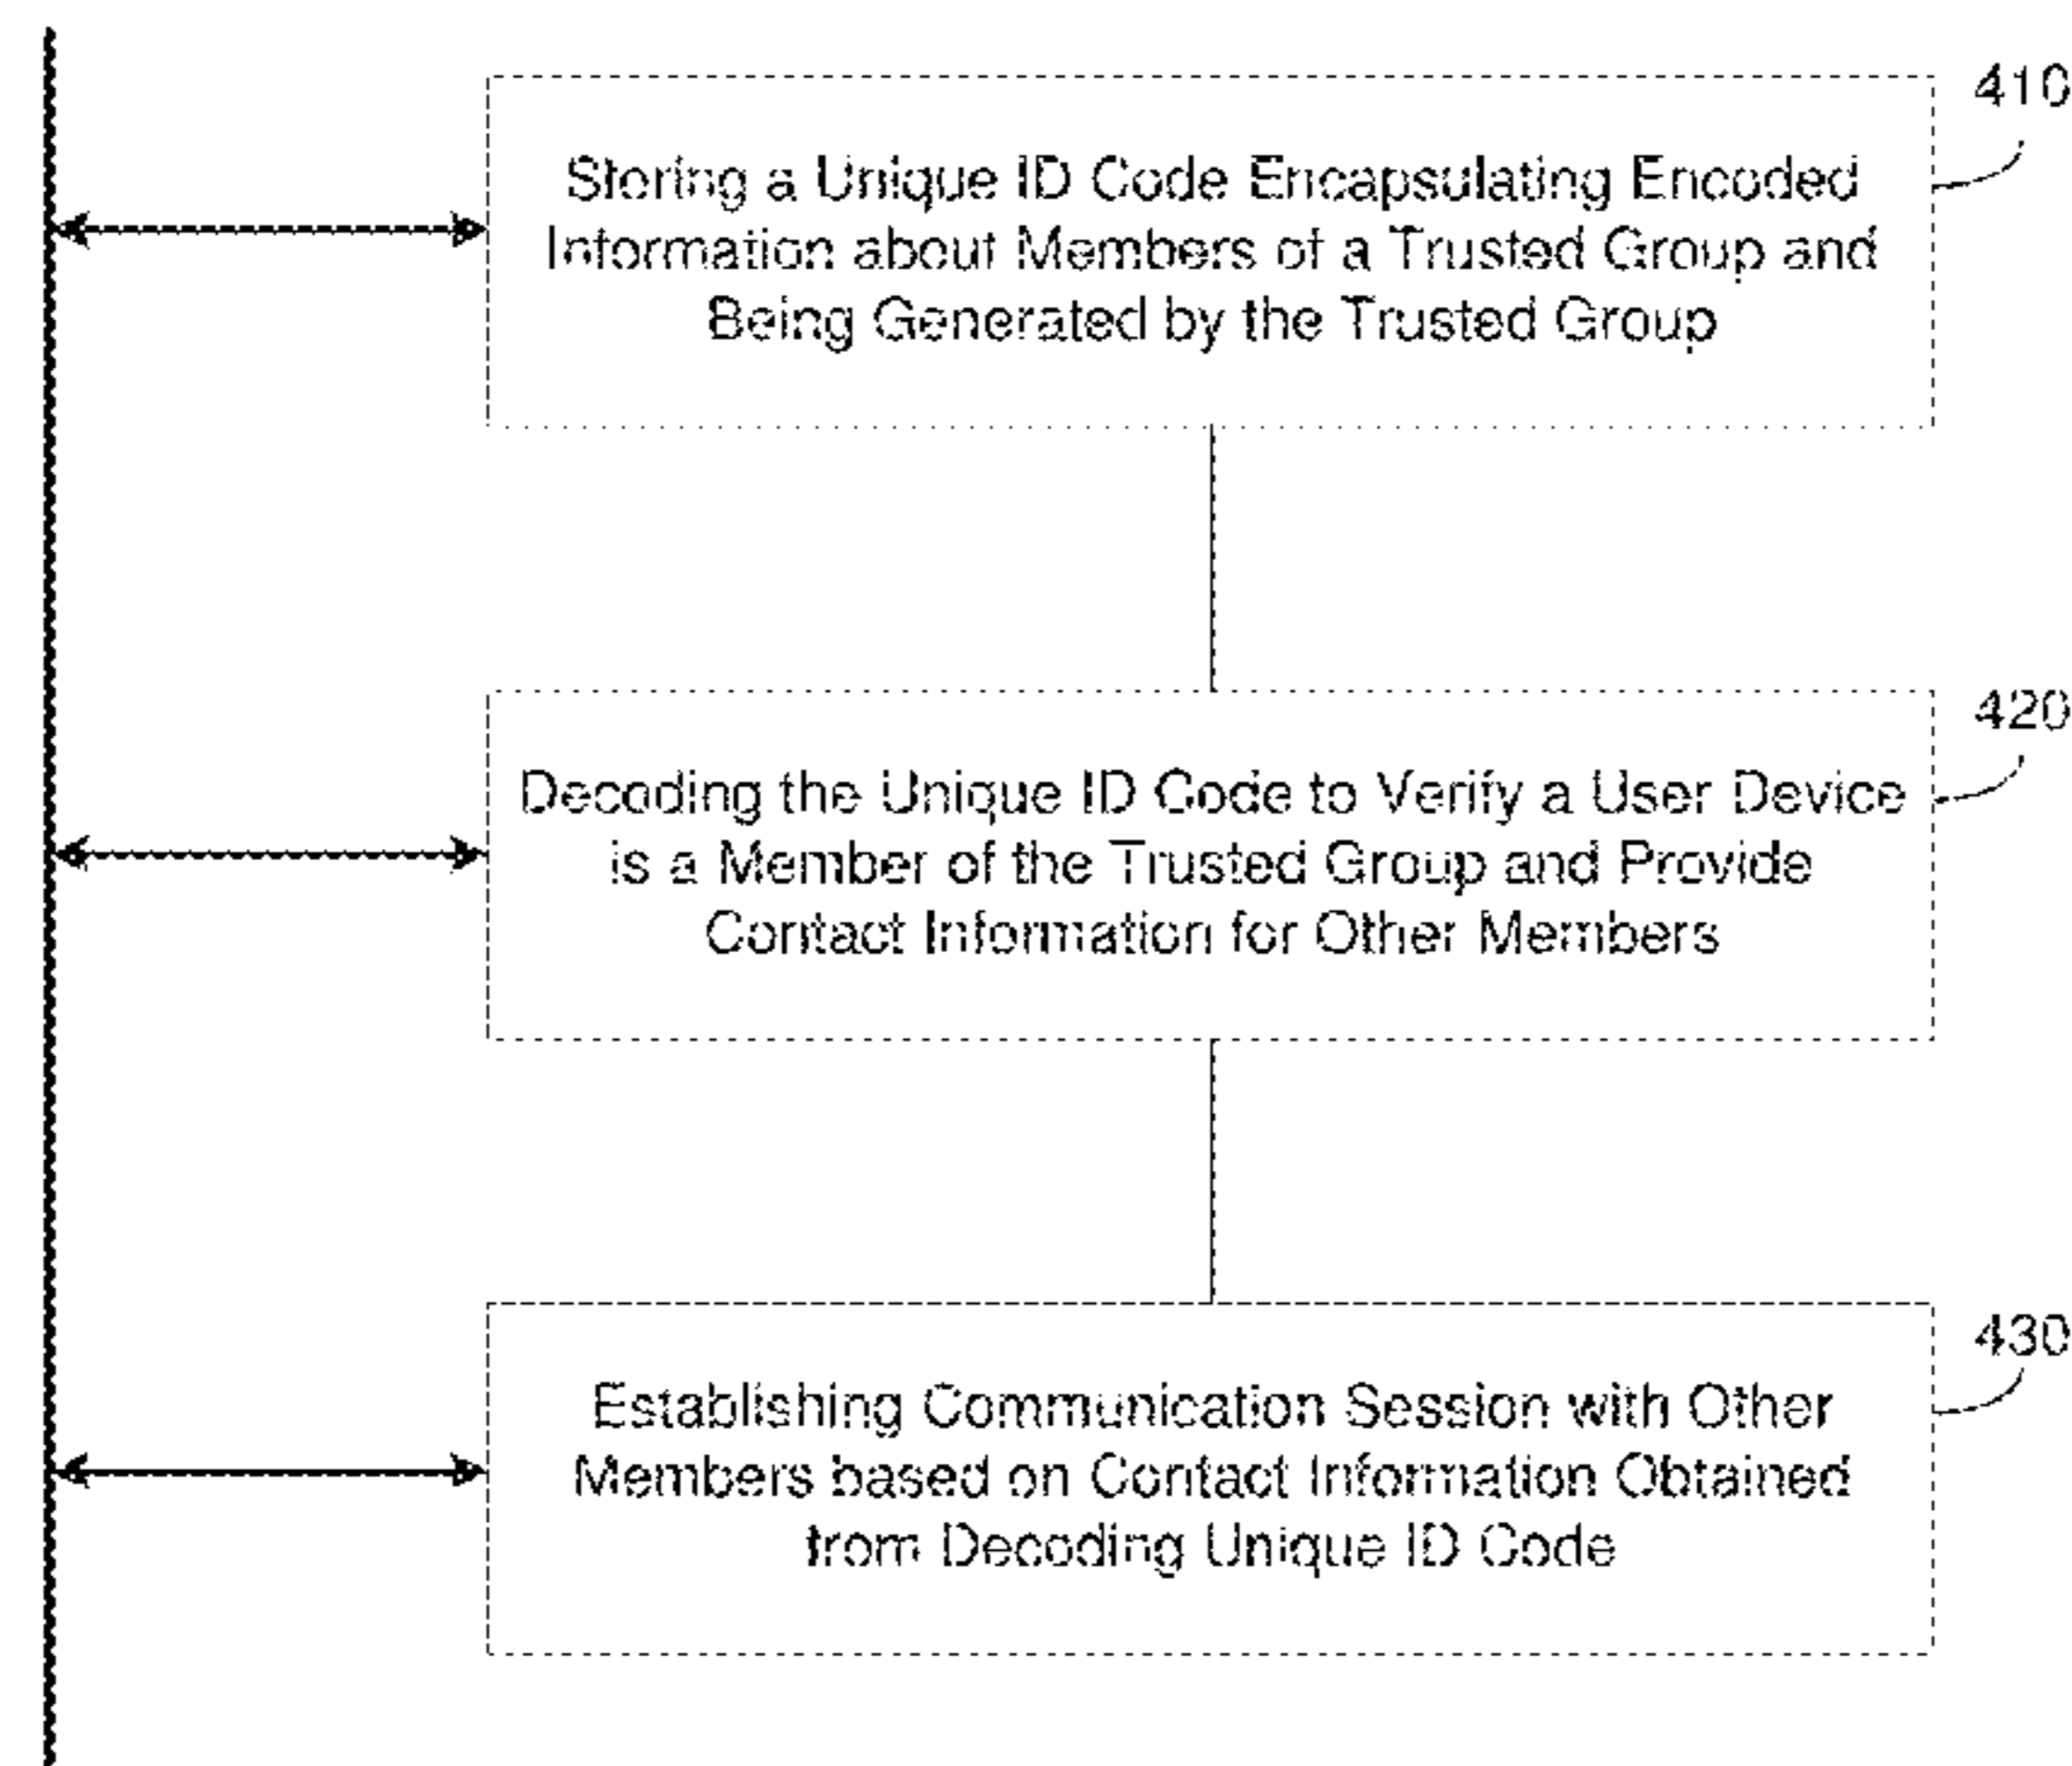 410
Storing a Unique ID Code Encapsulating Encoded
Information about Members of a Trusted Group and
Being Generated by the Trusted Group
420
Decoding the Unique ID Code to Verify a User Device
is a Member of the Trusted Group and Provide
Contact Information for Other Members
430
Establishing Communication Session with Other
Members based on Contact Information Obtained
from Decoding Unique ID Code